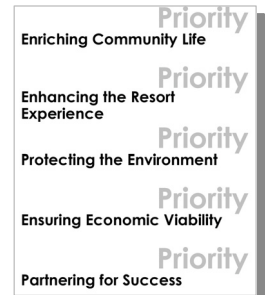 Priority
Enriching Community Life
Priority
Enhancing the Resort
Experience
Priority
Protecting the Environment
Priority
Ensuring Economic Viability
Priority
Partnering for Success